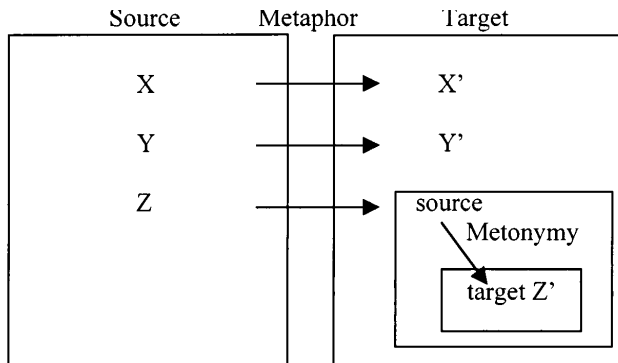 Source Metaphor Target
X X’
Y Y’
Z
source
Metonymy
target Z’